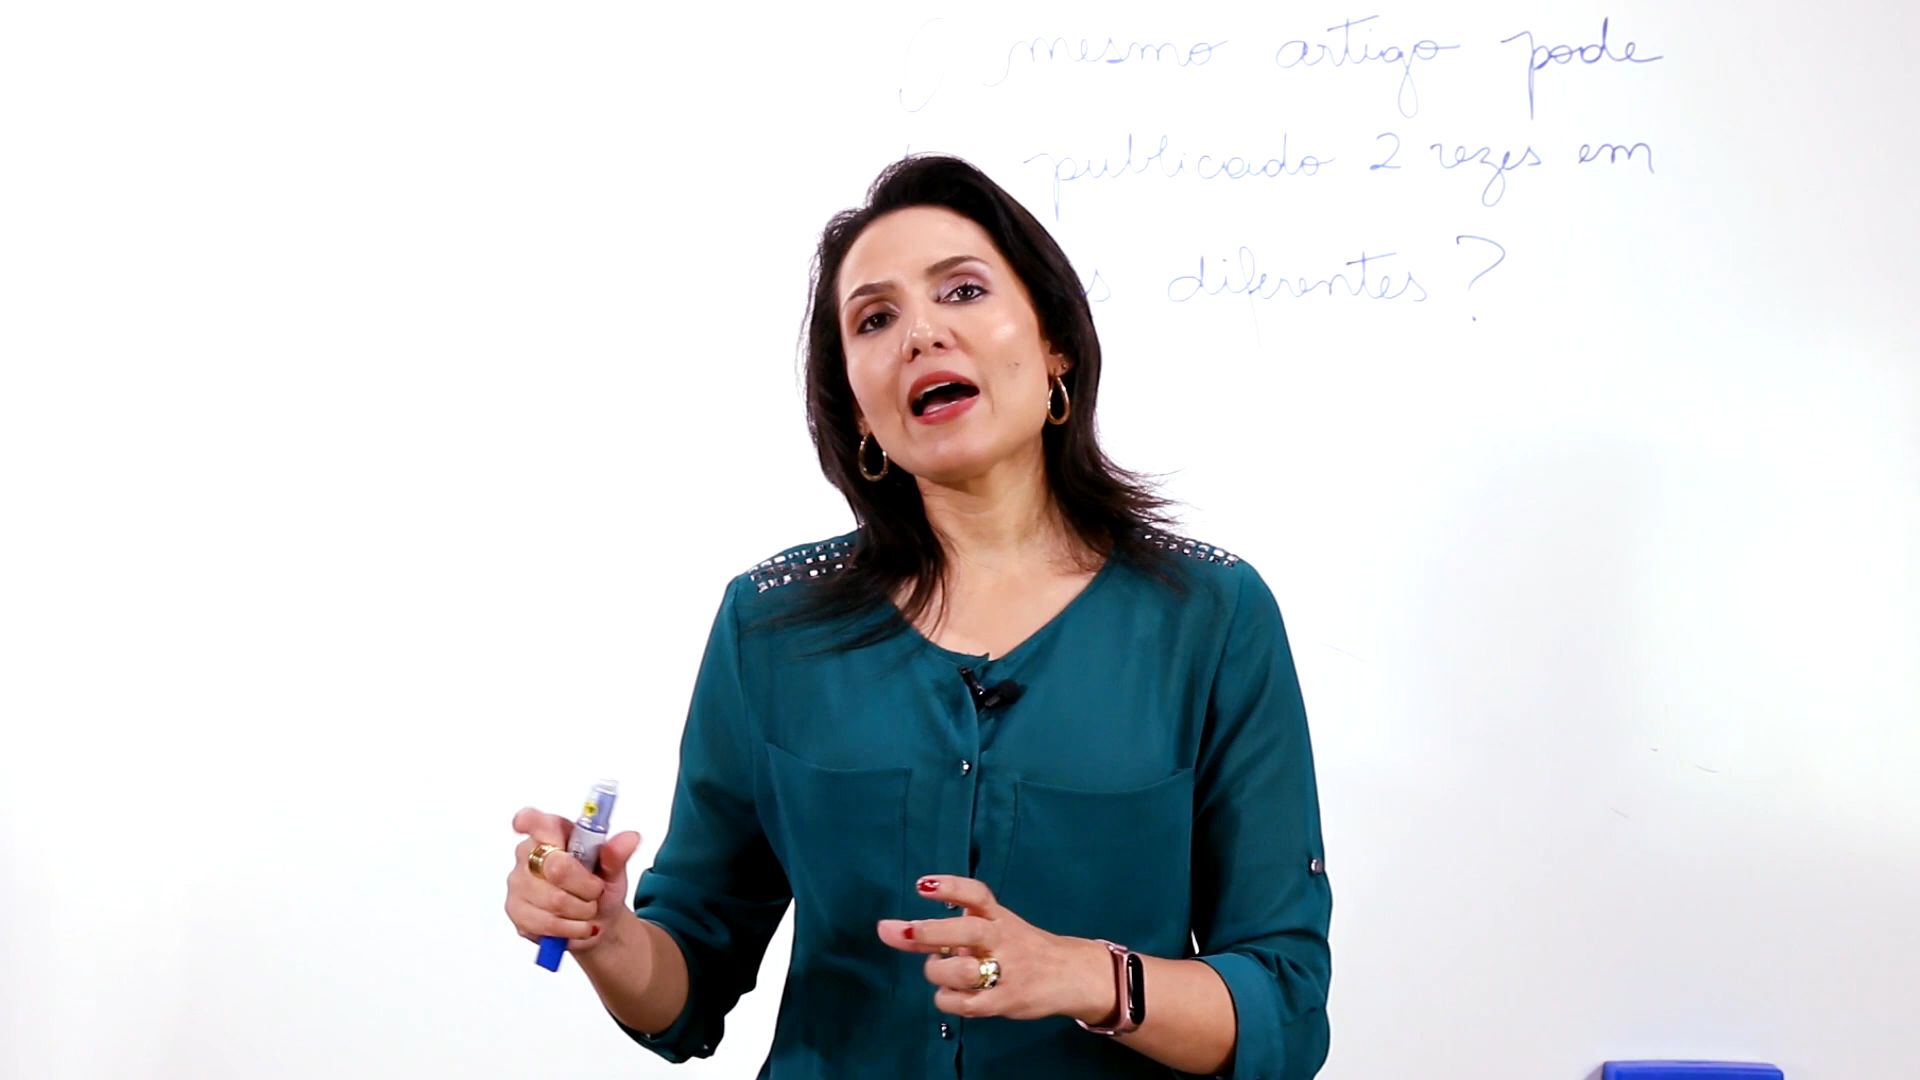 O mesmo artigo pode
publicado 2 vezes em
s diferentes?